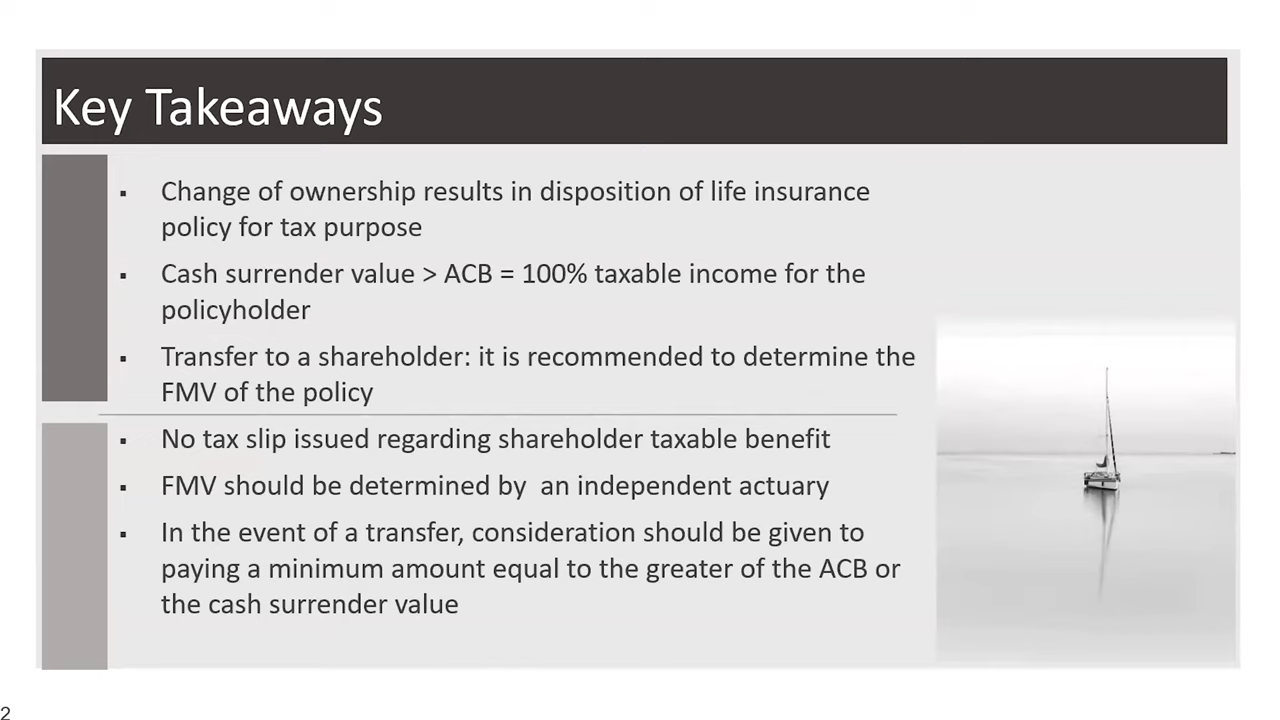 Key Takeaways
▪ Change of ownership results in disposition of life insurance
policy for tax purpose
▪ Cash surrender value > ACB = 100% taxable income for the
policyholder
▪ Transfer to a shareholder: it is recommended to determine the
FMV of the policy
▪ No tax slip issued regarding shareholder taxable benefit
▪ FMV should be determined by  an independent actuary
▪ In the event of a transfer, consideration should be given to
paying a minimum amount equal to the greater of the ACB or
the cash surrender value
2